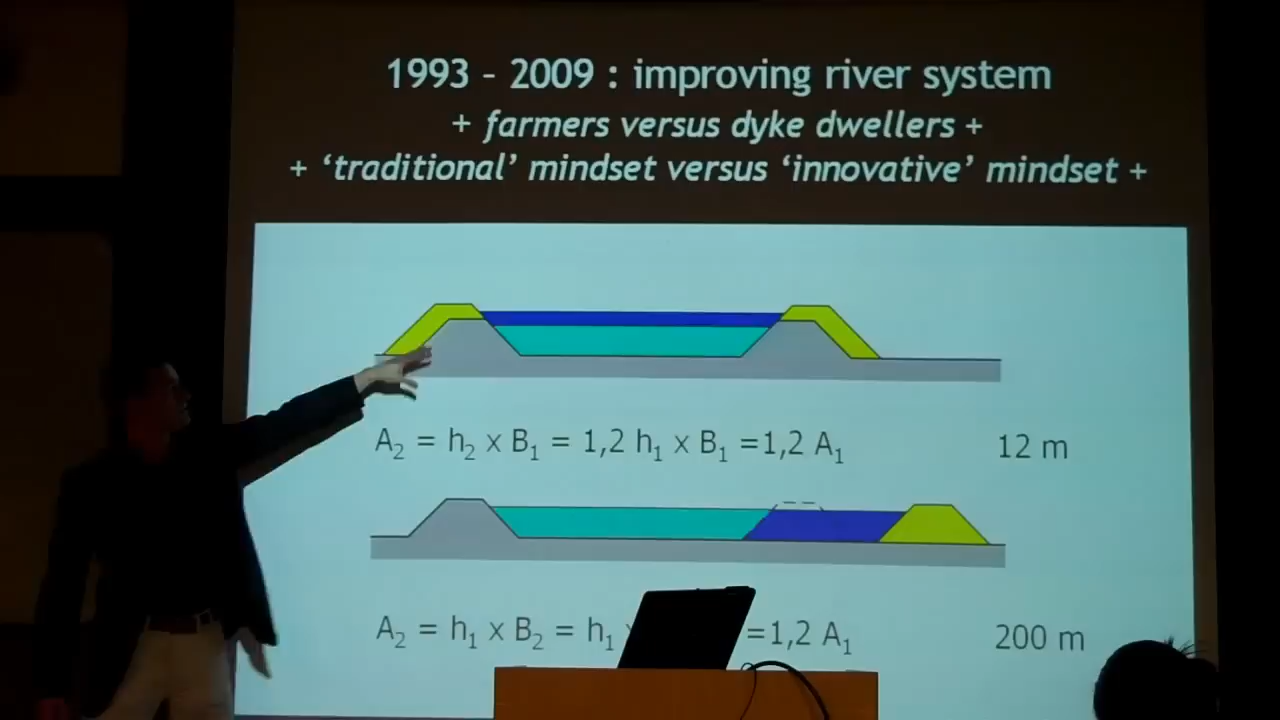 1993 – 2009 : improving river system
+ farmers versus dyke dwellers +
+ ‘traditional’ mindset versus ‘innovative’ mindset +
A₂ = h₂ x B₁ = 1,2 h₁ x B₁ =1,2 A₁ 12 m
A₂ = h₁ x B₂ = h₁ =1,2 A₁ 200 m